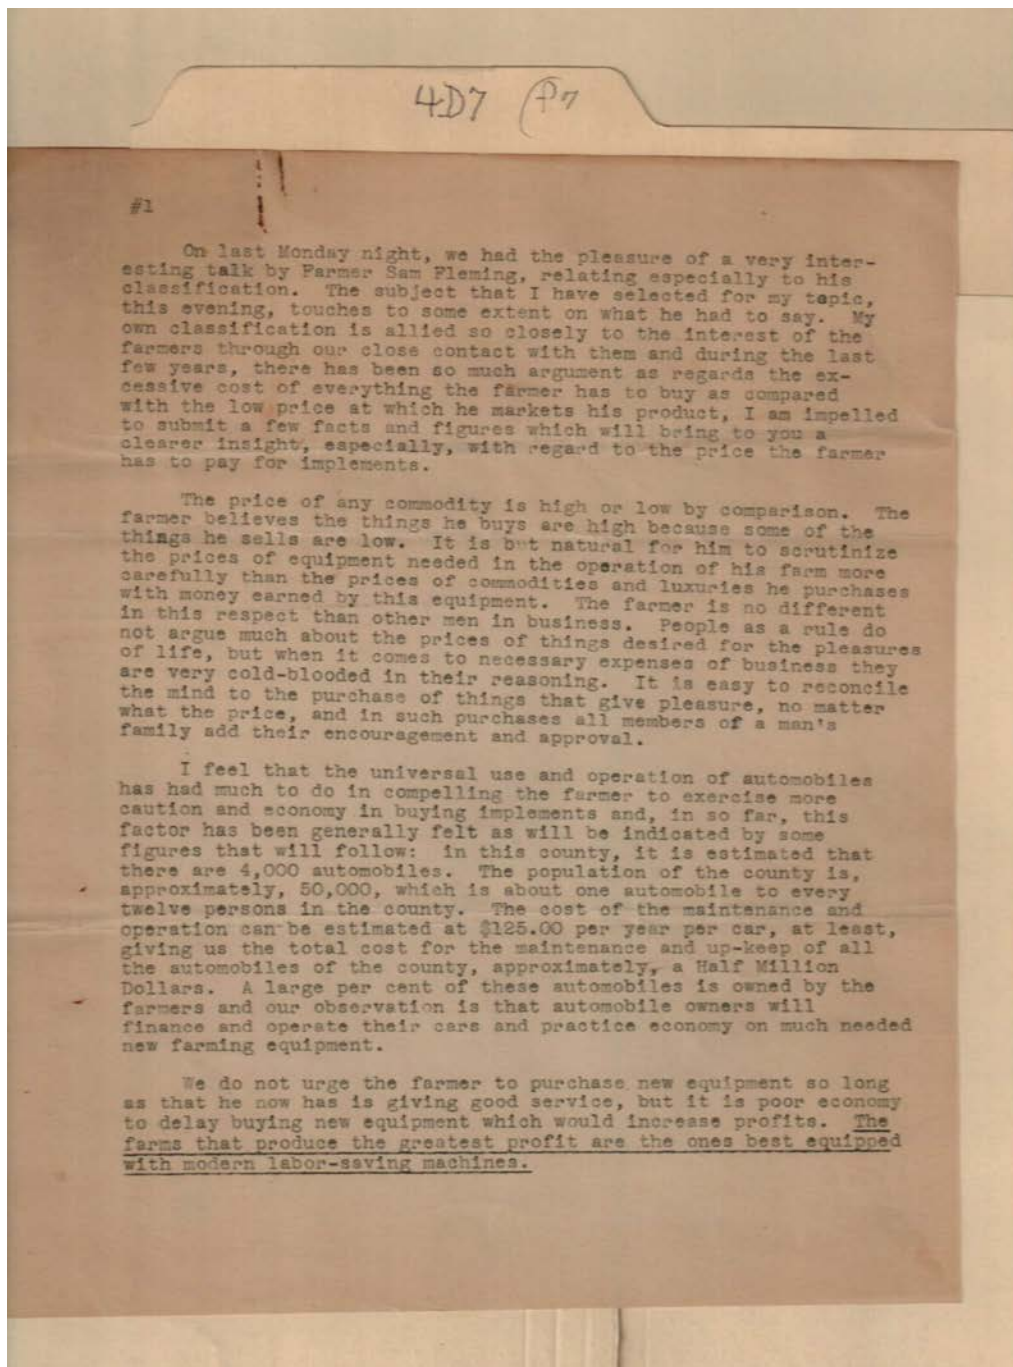 4D7
#1
On last Monday night, we had the pleasure of a very inter-
esting talk by Farmer Sam Fleming, relating especially to his
classification. The subject that I have selected for my topic,
this evening, touches to some extent on what he had to say. My
own classification is allied so closely to the interest of the
farmers through our close contact with them and during the last
few years, there has been so much argument as regards the ex-
cessive cost of everything the farmer has to buy as compared
with the low price at which he markets his product, I am impelled
to submit a few facts and figures which will bring to you a
clearer insight, especially, with regard to the price the farmer
has to pay for implements.
The price of any commodity is high or low by comparison. The
farmer believes the things he buys are high because some of the
things he sells are low. It is but natural for him to scrutinize
the prices of equipment needed in the operation of his farm more
carefully than the prices of commodities and luxuries he purchases
with money earned by this equipment. The farmer is no different
in this respect than other men in business. People as a rule do
not argue much about the prices of things desired for the pleasures
of life, but when it comes to necessary expenses of business they
are very cold-blooded in their reasoning. It is easy to reconcile
the mind to the purchase of things that give pleasure, no matter
what the price, and in such purchases all members of a man's
family add their encouragement and approval.
I feel that the universal use and operation of automobiles
has had much to do in compelling the farmer to exercise more
caution and economy in buying implements and, in so far, this
factor has been generally felt as will be indicated by some
figures that will follow: in this county, it is estimated that
there are 4,000 automobiles. The population of the county is,
approximately, 50,000, which is about one automobile to every
twelve persons in the county. The cost of the maintenance and
operation can be estimated at $125.00 per year per car, at least,
giving us the total cost for the maintenance and up-keep of all
the automobiles of the county, approximately, a Half Million
Dollars. A large per cent of these automobiles is owned by the
farmers and our observation is that automobile owners will
finance and operate their cars and practice economy on much needed
new farming equipment.
We do not urge the farmer to purchase new equipment so long
as that he now has is giving good service, but it is poor economy
to delay buying new equipment which would increase profits. The
farms that produce the greatest profit are the ones best equipped
with modern labor-saving machines.